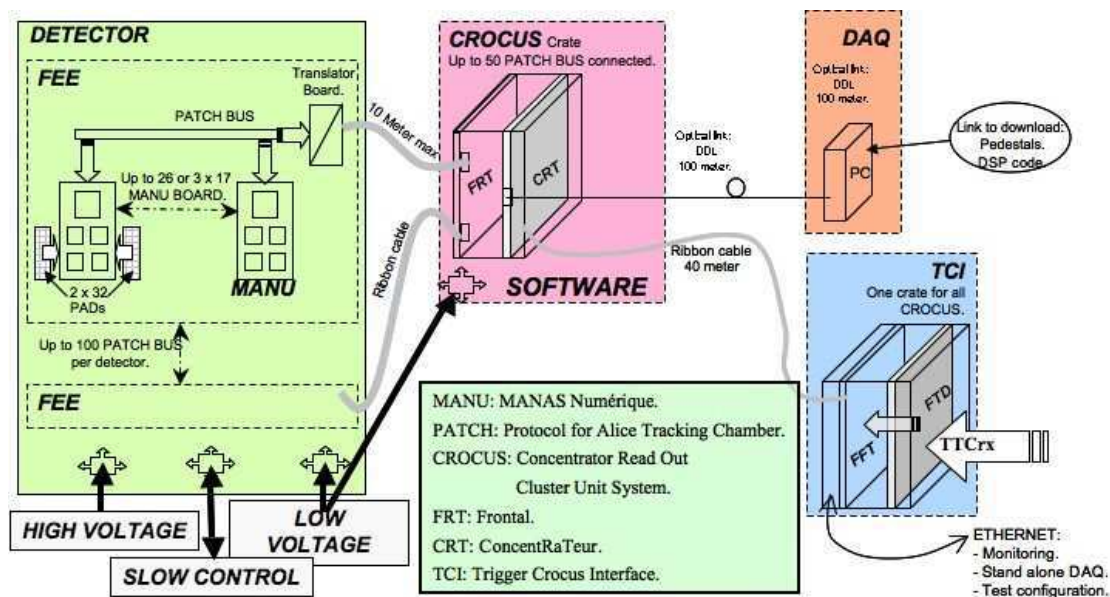 DETECTOR
FEE
Translator
Board.
PATCH BUS
Up to 26 or 3 x 17
MANU BOARD.
MANU
2 x 32
PADs
Up to 100 PATCH BUS
per detector.
FEE
HIGH VOLTAGE
SLOW CONTROL
LOW
VOLTAGE
10 Meter max
Ribbon cable
CROCUS Crate
Up to 50 PATCH BUS connected.
FRT
CRT
SOFTWARE
Optical link:
DDL
100 meter.
Ribbon cable
40 meter
DAQ
Optical link:
DDL
100 meter.
PC
Link to download:
Pedestals.
DSP code.
TCI
One crate for all
CROCUS.
FFT
FTD
TTCrx
ETHERNET:
- Monitoring.
- Stand alone DAQ.
- Test configuration.
MANU: MANAS Numérique.
PATCH: Protocol for Alice Tracking Chamber.
CROCUS: Concentrator Read Out
Cluster Unit System.
FRT: Frontal.
CRT: ConcentRaTeur.
TCI: Trigger Crocus Interface.